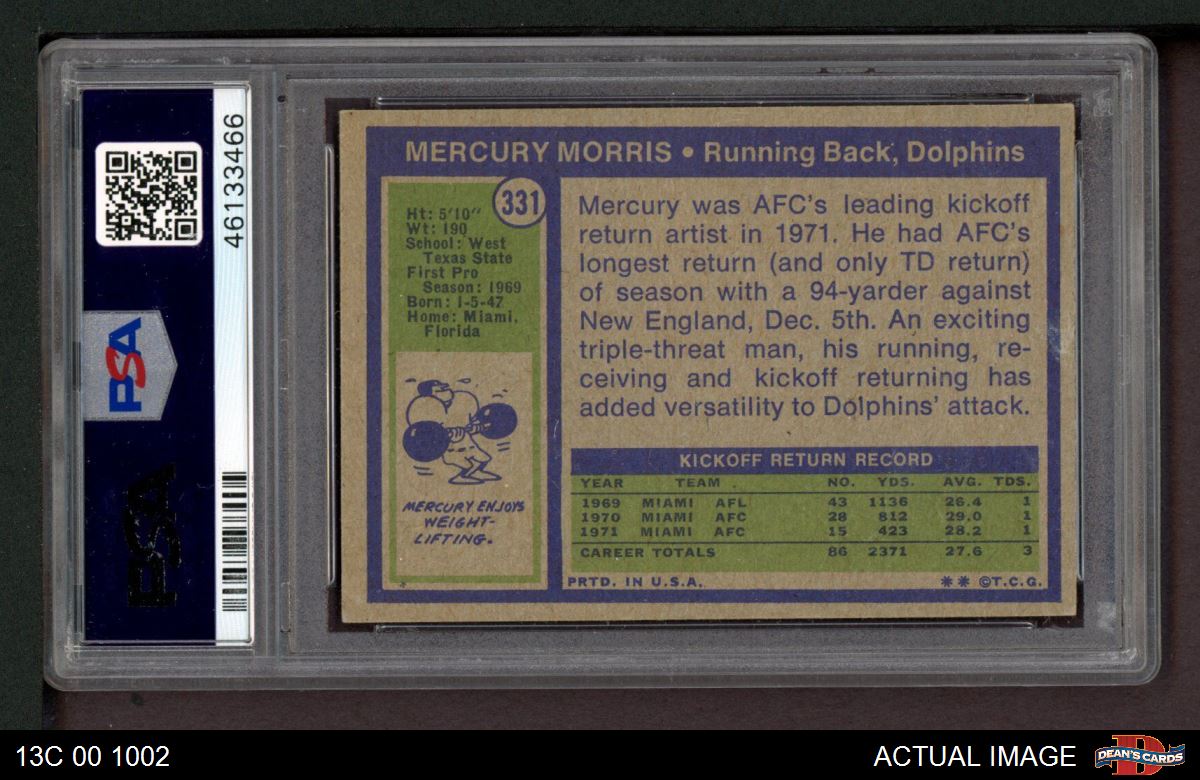 46133466
PSA
PSA
MERCURY MORRIS • Running Back, Dolphins
331
Ht: 5'10"
Wt: 190
School: West
Texas State
First Pro
Season: 1969
Born: 1-5-47
Home: Miami,
Florida
MERCURY ENJOYS
WEIGHT-
LIFTING.
Mercury was AFC's leading kickoff
return artist in 1971. He had AFC's
longest return (and only TD return)
of season with a 94-yarder against
New England, Dec. 5th. An exciting
triple-threat man, his running, re-
ceiving and kickoff returning has
added versatility to Dolphins' attack.
KICKOFF RETURN RECORD
YEAR TEAM NO. YDS. AVG. TDS.
1969 MIAMI AFL 43 1136 26.4 1
1970 MIAMI AFC 28 812 29.0 1
1971 MIAMI AFC 15 423 28.2 1
CAREER TOTALS 86 2371 27.6 3
PRTD. IN U.S.A. ** ©T.C.G.
13C 00 1002
ACTUAL IMAGE
D
DEAN'S CARDS